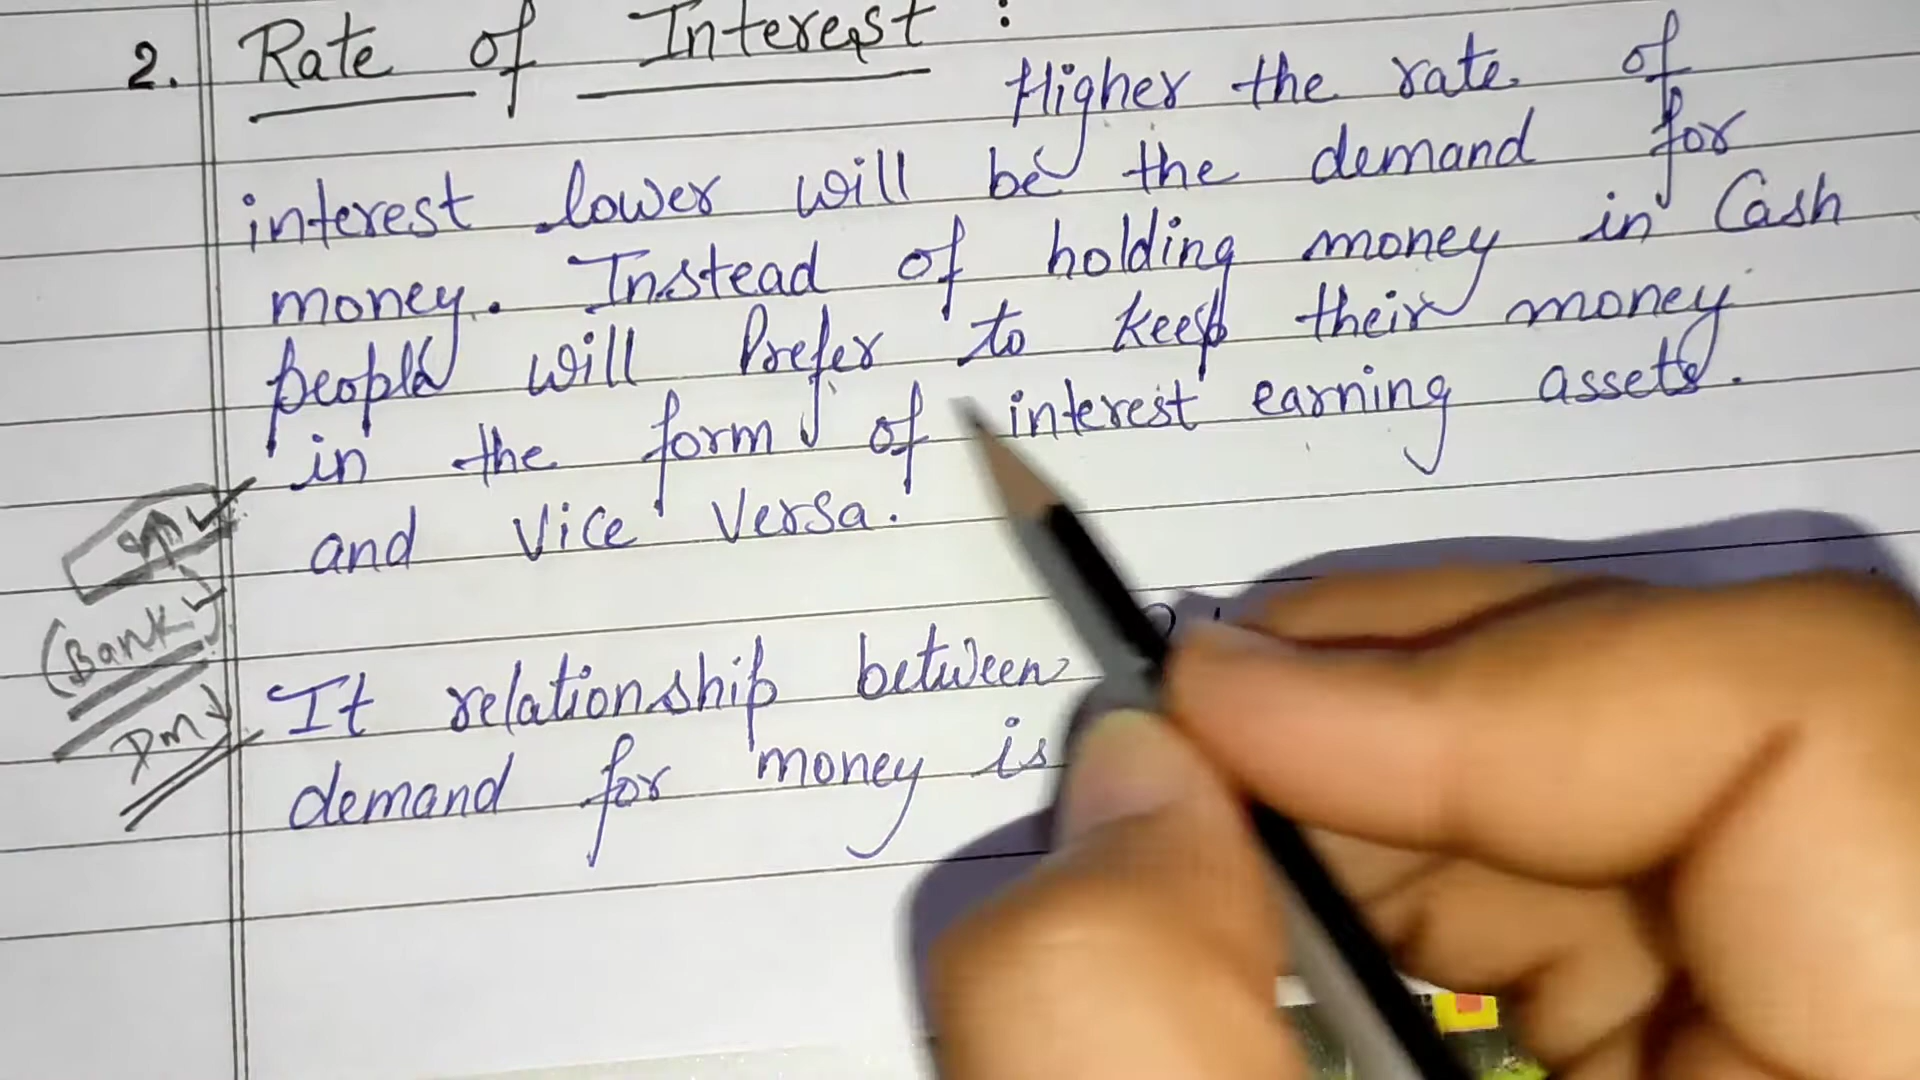 2. Rate of Interest :
Higher the rate of
interest lower will be the demand for
money. Instead of holding money in Cash
people will Prefer to keep their money
in the form of interest earning assets.
and Vice Versa.
(Bank)
It relationship between
Dm↓
demand for money is